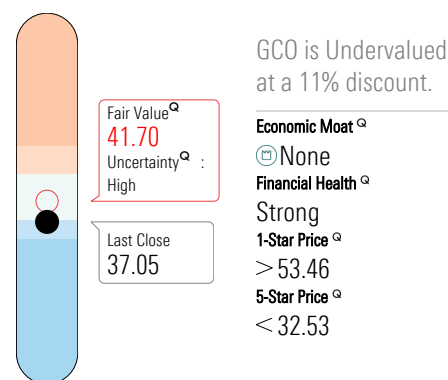 GCO is Undervalued
at a 11% discount.
Fair Value Q
41.70
Uncertainty Q :
High
Last Close
37.05
Economic Moat Q
None
Financial Health Q
Strong
1-Star Price Q
> 53.46
5-Star Price Q
< 32.53